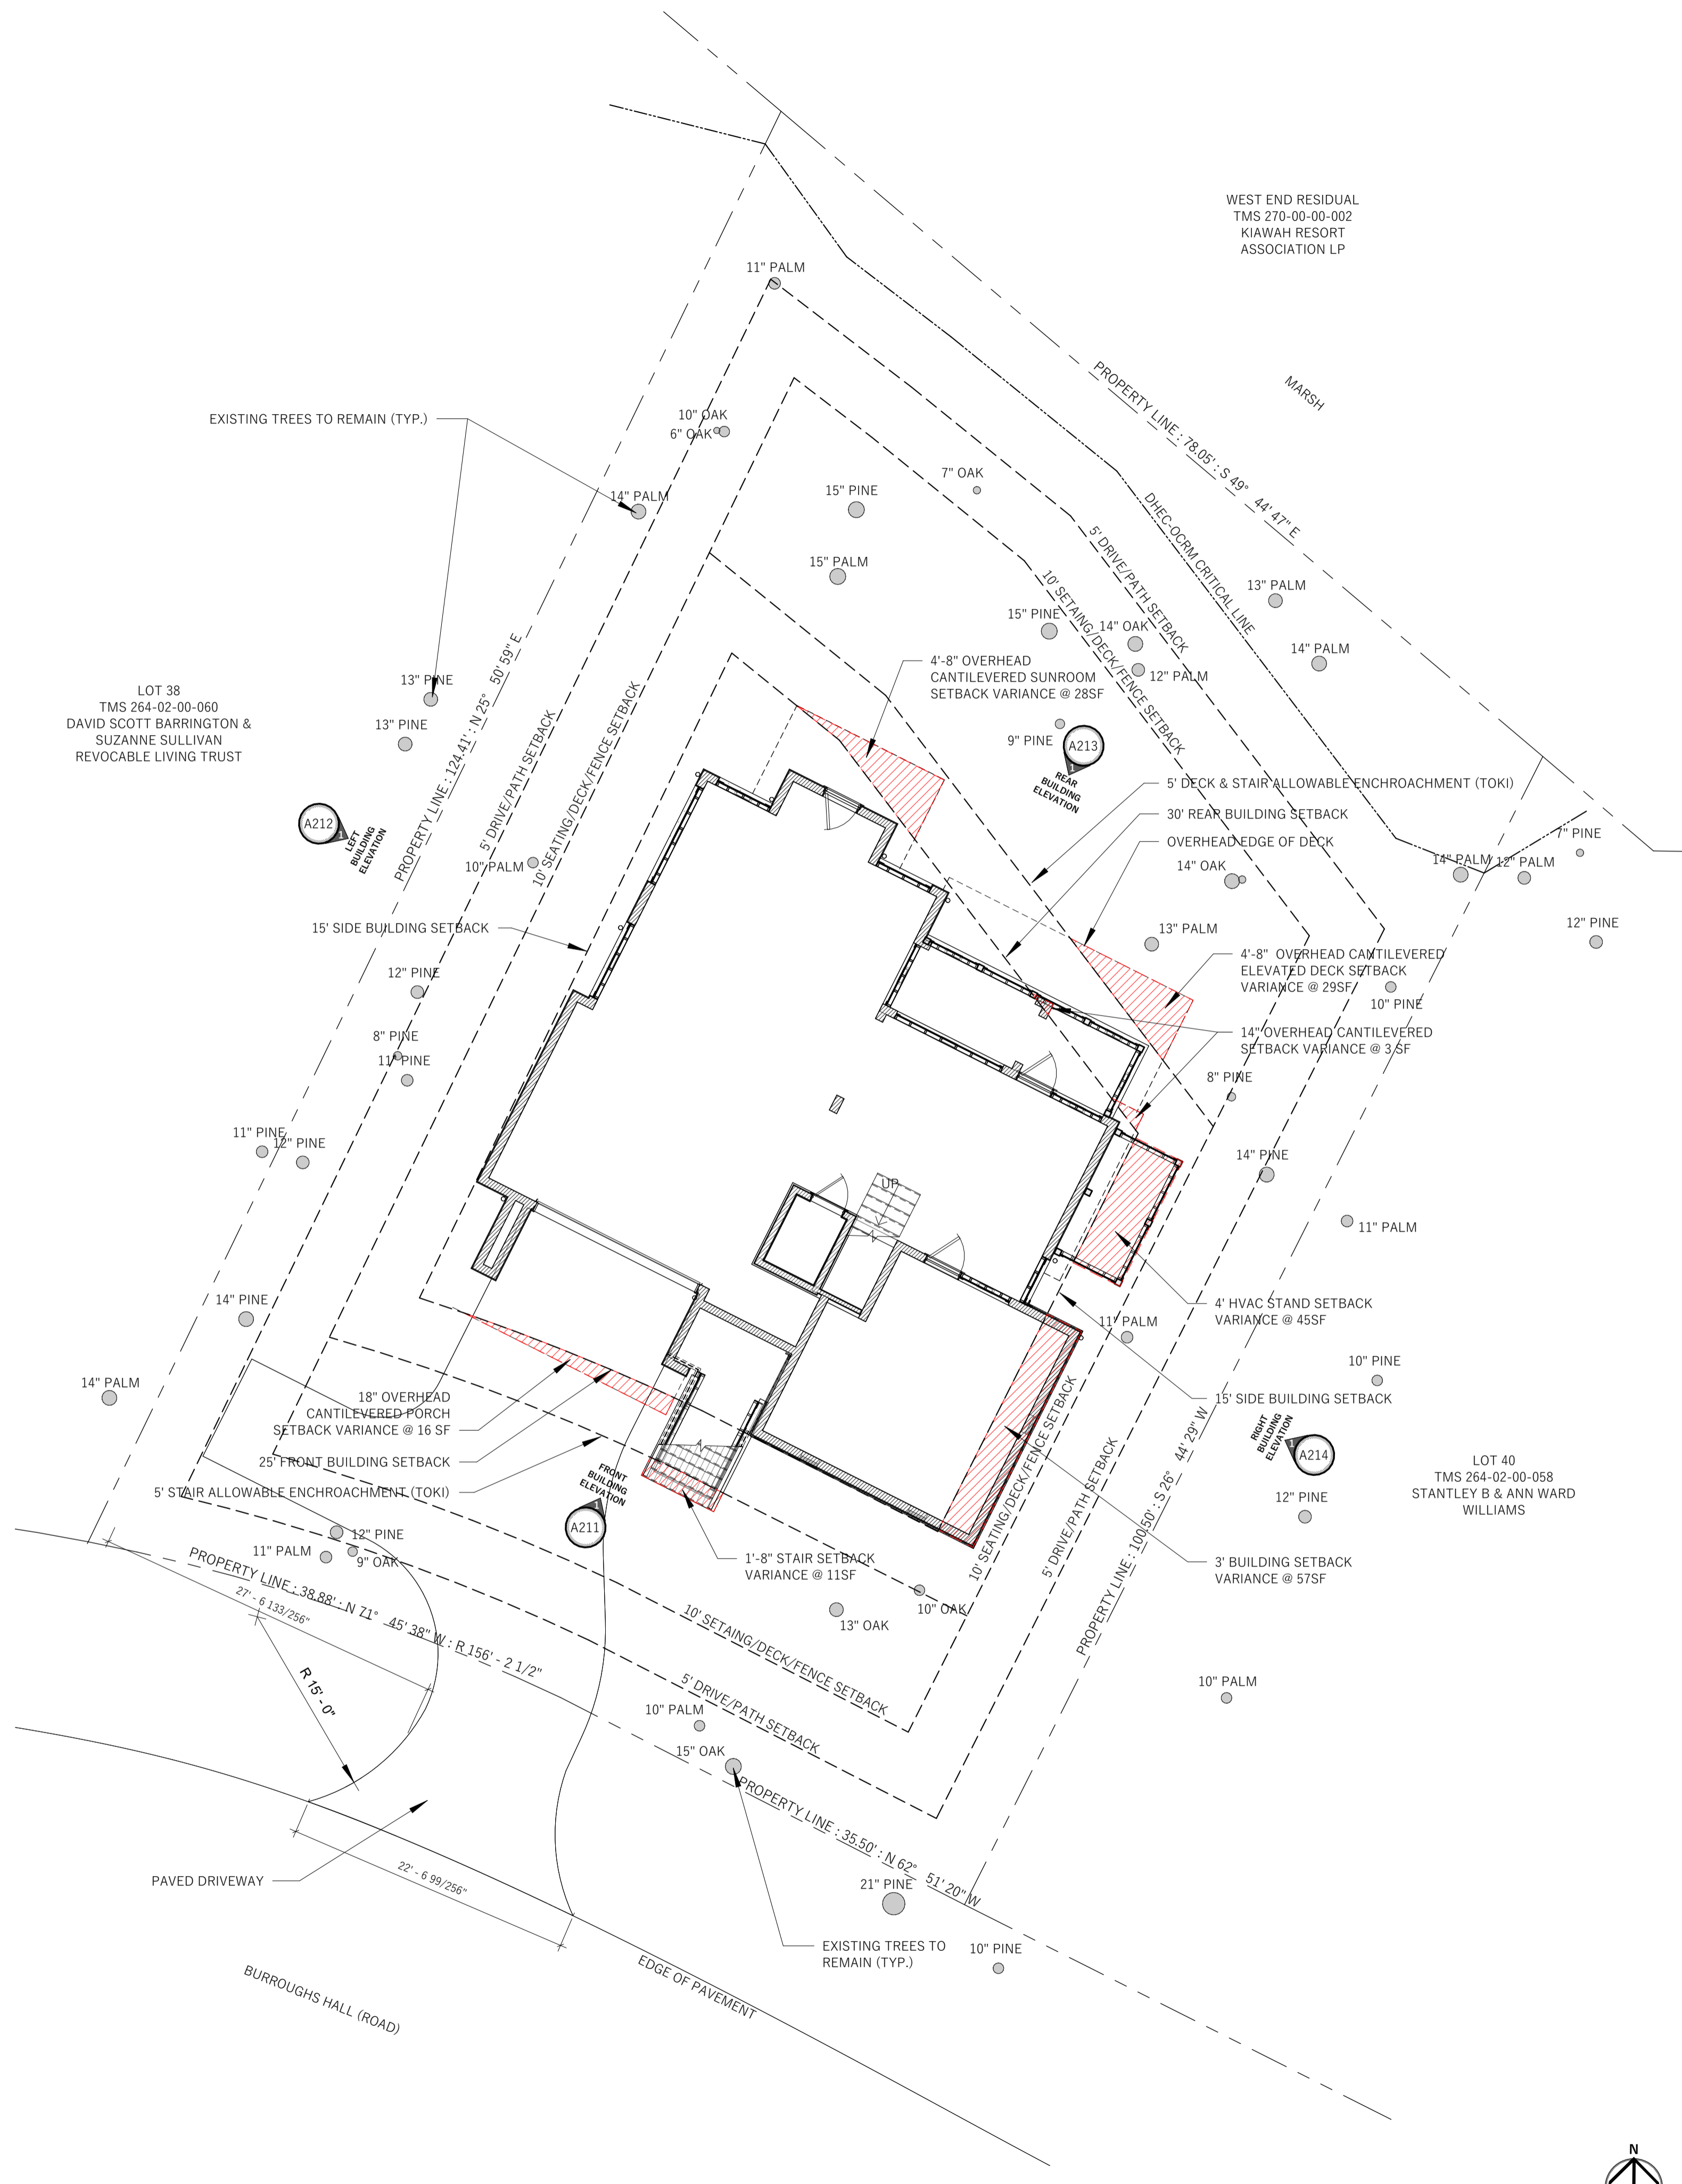 WEST END RESIDUAL
TMS 270-00-00-002
KIAWAH RESORT
ASSOCIATION LP
11" PALM
MARSH
PROPERTY LINE : 78.05' : S 49° 44' 47" E
EXISTING TREES TO REMAIN (TYP.)
10" OAK
6" OAK
14" PALM
15" PINE
7" OAK
15" PALM
DHEC-OCRM CRITICAL LINE
5' DRIVE/PATH SETBACK
10' SETAING/DECK/FENCE SETBACK
13" PALM
15" PINE
14" OAK
14" PALM
12" PALM
4'-8" OVERHEAD
CANTILEVERED SUNROOM
SETBACK VARIANCE @ 28SF
9" PINE
A213
1
REAR
BUILDING
ELEVATION
LOT 38
TMS 264-02-00-060
DAVID SCOTT BARRINGTON &
SUZANNE SULLIVAN
REVOCABLE LIVING TRUST
13" PINE
13" PINE
PROPERTY LINE : 124.41' : N 25° 50' 59" E
5' DRIVE/PATH SETBACK
10' SEATING/DECK/FENCE SETBACK
A212
1
LEFT
BUILDING
ELEVATION
10" PALM
5' DECK & STAIR ALLOWABLE ENCHROACHMENT (TOKI)
30' REAR BUILDING SETBACK
OVERHEAD EDGE OF DECK
14" OAK
7" PINE
14" PALM
12" PALM
12" PINE
13" PALM
15' SIDE BUILDING SETBACK
4'-8" OVERHEAD CANTILEVERED
ELEVATED DECK SETBACK
VARIANCE @ 29SF
10" PINE
14" OVERHEAD CANTILEVERED
SETBACK VARIANCE @ 3 SF
12" PINE
8" PINE
11" PINE
8" PINE
11" PINE
12" PINE
14" PINE
UP
11" PALM
4' HVAC STAND SETBACK
VARIANCE @ 45SF
14" PINE
11" PALM
10" PINE
14" PALM
15' SIDE BUILDING SETBACK
18" OVERHEAD
CANTILEVERED PORCH
SETBACK VARIANCE @ 16 SF
25' FRONT BUILDING SETBACK
5' STAIR ALLOWABLE ENCHROACHMENT (TOKI)
FRONT
BUILDING
ELEVATION
1
A211
RIGHT
BUILDING
ELEVATION
1
A214
LOT 40
TMS 264-02-00-058
STANTLEY B & ANN WARD
WILLIAMS
12" PINE
10' SEATING/DECK/FENCE SETBACK
5' DRIVE/PATH SETBACK
PROPERTY LINE : 100.50' : S 26° 44' 29" W
12" PINE
11" PALM
9" OAK
1'-8" STAIR SETBACK
VARIANCE @ 11SF
3' BUILDING SETBACK
VARIANCE @ 57SF
PROPERTY LINE : 38.88' : N 71° 45' 38" W : R 156' - 2 1/2"
27' - 6 133/256"
10" OAK
13" OAK
10' SETAING/DECK/FENCE SETBACK
5' DRIVE/PATH SETBACK
R 15' - 0"
10" PALM
10" PALM
15" OAK
PROPERTY LINE : 35.50' : N 62° 51' 20" W
PAVED DRIVEWAY
22' - 6 99/256"
21" PINE
EXISTING TREES TO
REMAIN (TYP.)
10" PINE
EDGE OF PAVEMENT
BURROUGHS HALL (ROAD)
N